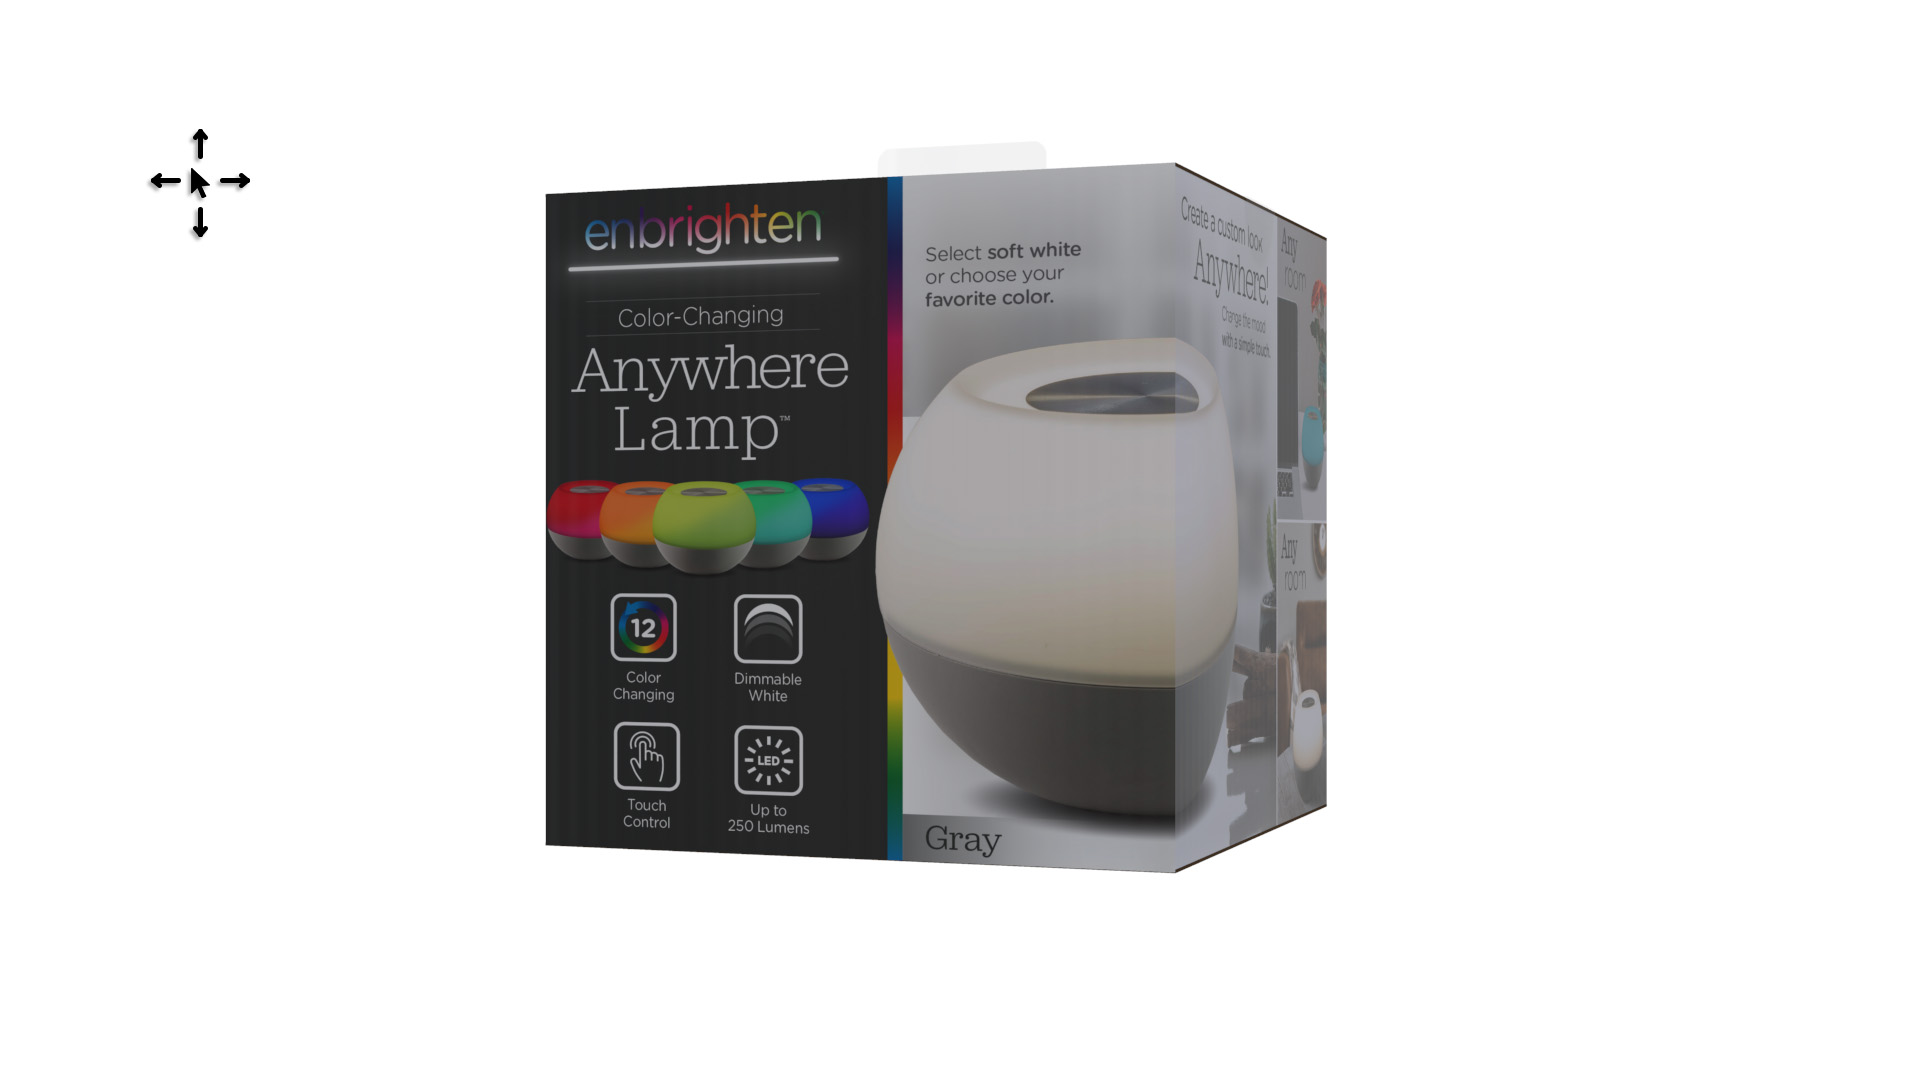 enbrighten
Color-Changing
Anywhere
Lamp™
12
Color
Changing
Dimmable
White
Touch
Control
LED
Up to
250 Lumens
Select soft white
or choose your
favorite color.
Gray
Create a custom look
Anywhere!
Change the mood
with a simple touch.
Any
room
Any
room